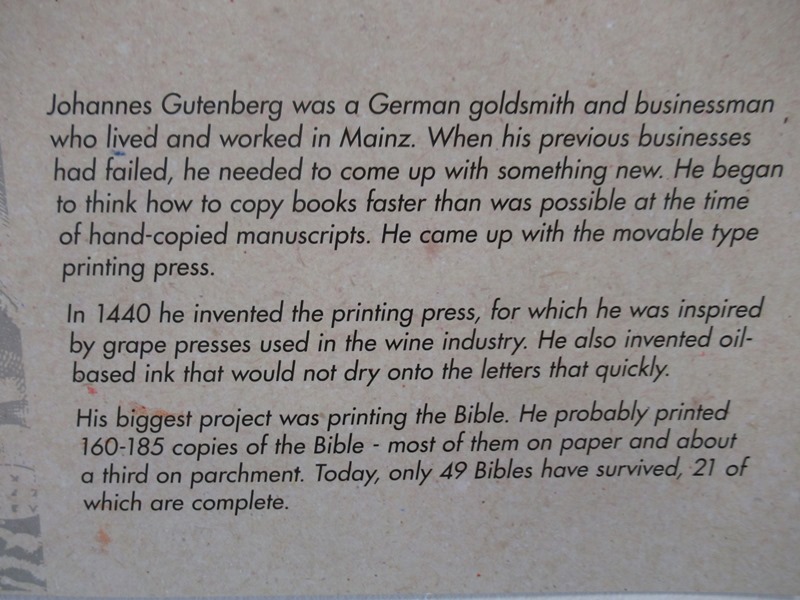 Johannes Gutenberg was a German goldsmith and businessman
who lived and worked in Mainz. When his previous businesses
had failed, he needed to come up with something new. He began
to think how to copy books faster than was possible at the time
of hand-copied manuscripts. He came up with the movable type
printing press.
In 1440 he invented the printing press, for which he was inspired
by grape presses used in the wine industry. He also invented oil-
based ink that would not dry onto the letters that quickly.
His biggest project was printing the Bible. He probably printed
160-185 copies of the Bible - most of them on paper and about
a third on parchment. Today, only 49 Bibles have survived, 21 of
which are complete.